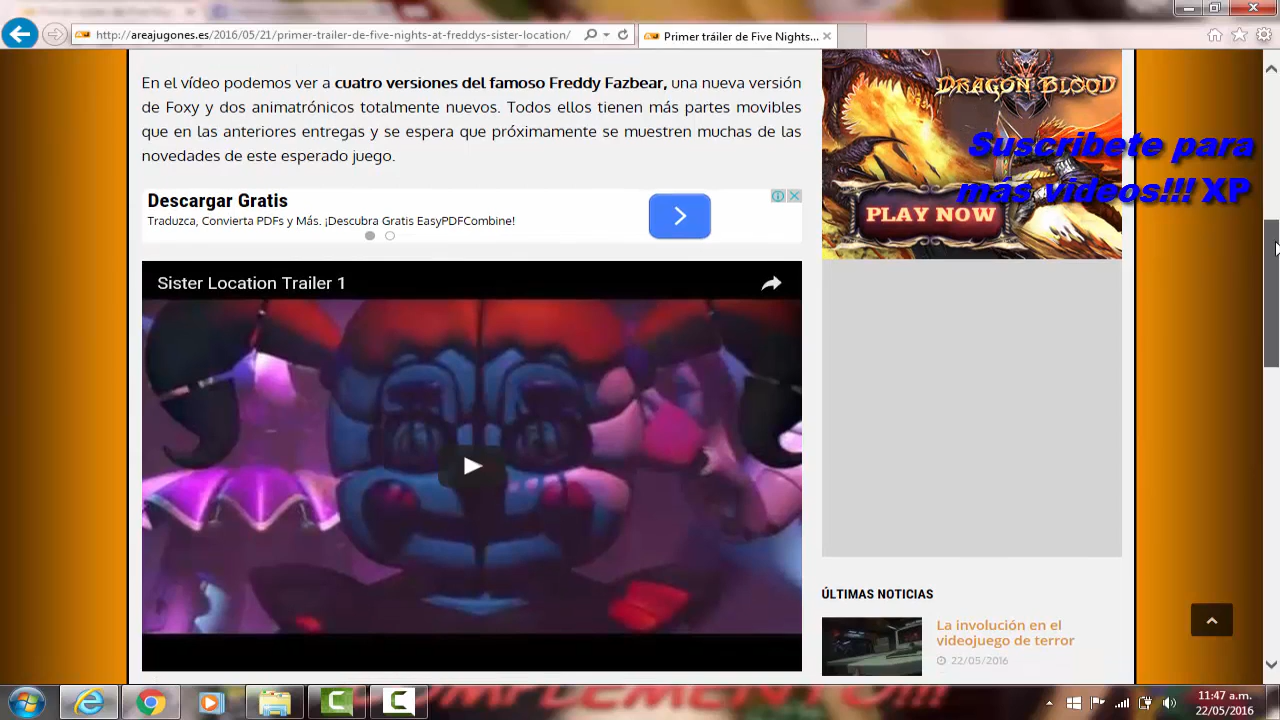 http://areajugones.es/2016/05/21/primer-trailer-de-five-nights-at-freddys-sister-location
Primer tráiler de Five Nights...
En el vídeo podemos ver a cuatro versiones del famoso Freddy Fazbear, una nueva versión
de Foxy y dos animatrónicos totalmente nuevos. Todos ellos tienen más partes movibles
que en las anteriores entregas y se espera que próximamente se muestren muchas de las
novedades de este esperado juego.
Descargar Gratis
Traduzca, Convierta PDFs y Más. ¡Descubra Gratis EasyPDFCombine!
Sister Location Trailer 1
DRAGON BLOOD
Suscribete para
más videos!!! XP
PLAY NOW
ÚLTIMAS NOTICIAS
La involución en el
videojuego de terror
22/05/2016
11:47 a.m.
22/05/2016